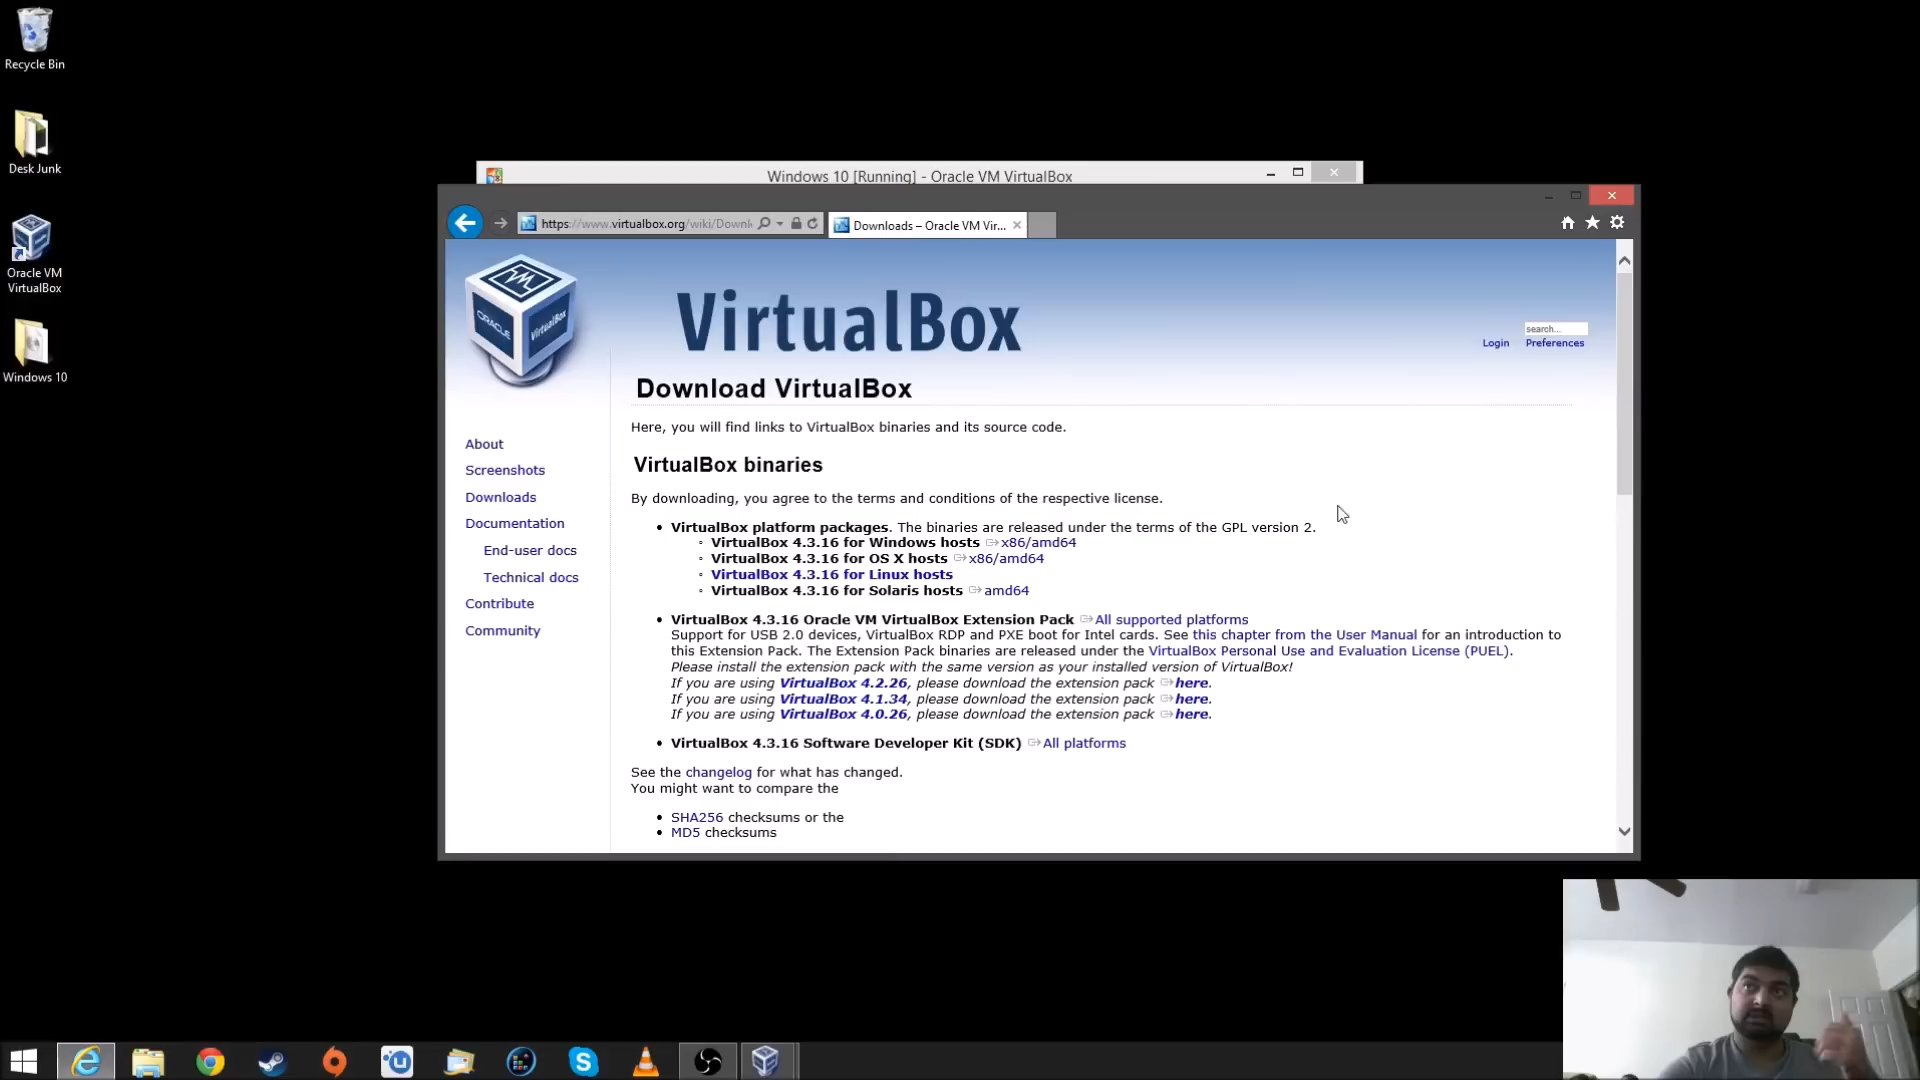 Recycle Bin
Desk Junk
Oracle VM
VirtualBox
Windows 10
Windows 10 [Running] - Oracle VM VirtualBox
https://www.virtualbox.org/wiki/Downl
Downloads – Oracle VM Vir...
ORACLE
VirtualBox
VirtualBox
search...
Login
Preferences
Download VirtualBox
Here, you will find links to VirtualBox binaries and its source code.
About
Screenshots
Downloads
Documentation
End-user docs
Technical docs
Contribute
Community
VirtualBox binaries
By downloading, you agree to the terms and conditions of the respective license.
VirtualBox platform packages. The binaries are released under the terms of the GPL version 2.
VirtualBox 4.3.16 for Windows hosts x86/amd64
VirtualBox 4.3.16 for OS X hosts x86/amd64
VirtualBox 4.3.16 for Linux hosts
VirtualBox 4.3.16 for Solaris hosts amd64
VirtualBox 4.3.16 Oracle VM VirtualBox Extension Pack All supported platforms
Support for USB 2.0 devices, VirtualBox RDP and PXE boot for Intel cards. See this chapter from the User Manual for an introduction to
this Extension Pack. The Extension Pack binaries are released under the VirtualBox Personal Use and Evaluation License (PUEL).
Please install the extension pack with the same version as your installed version of VirtualBox!
If you are using VirtualBox 4.2.26, please download the extension pack here.
If you are using VirtualBox 4.1.34, please download the extension pack here.
If you are using VirtualBox 4.0.26, please download the extension pack here.
VirtualBox 4.3.16 Software Developer Kit (SDK) All platforms
See the changelog for what has changed.
You might want to compare the
SHA256 checksums or the
MD5 checksums